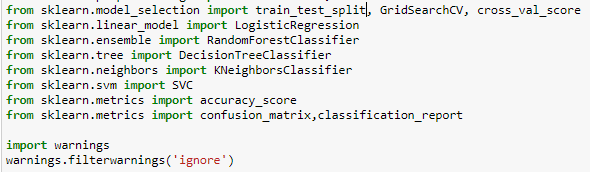 from sklearn.model_selection import train_test_split, GridSearchCV, cross_val_score
from sklearn.linear_model import LogisticRegression
from sklearn.ensemble import RandomForestClassifier
from sklearn.tree import DecisionTreeClassifier
from sklearn.neighbors import KNeighborsClassifier
from sklearn.svm import SVC
from sklearn.metrics import accuracy_score
from sklearn.metrics import confusion_matrix,classification_report
import warnings
warnings.filterwarnings('ignore')